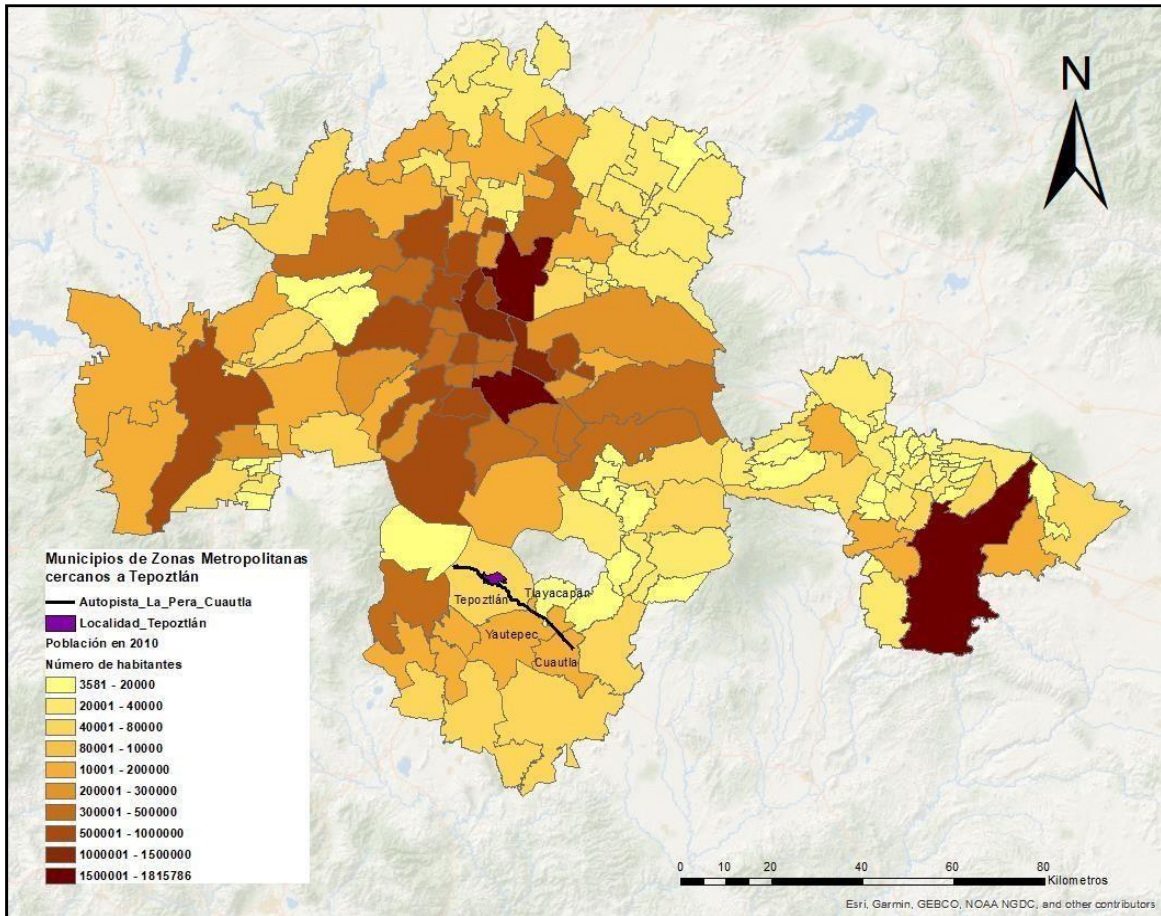 N
Tlayacapán
Tepoztlán
Yautepec
Cuautla
Municipios de Zonas Metropolitanas
cercanos a Tepoztlán
Autopista_La_Pera_Cuautla
Localidad_Tepoztlán
Población en 2010
Número de habitantes
3581 - 20000
20001 - 40000
40001 - 80000
80001 - 10000
10001 - 200000
200001 - 300000
300001 - 500000
500001 - 1000000
1000001 - 1500000
1500001 - 1815786
0 10 20 40 60 80
Kilometros
Esri, Garmin, GEBCO, NOAA NGDC, and other contributors